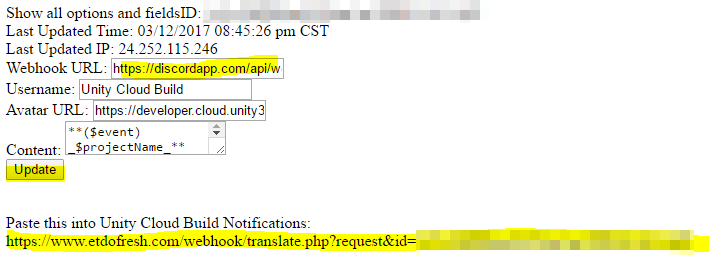 Show all options and fieldsID:
Last Updated Time: 03/12/2017 08:45:26 pm CST
Last Updated IP: 24.252.115.246
Webhook URL: https://discordapp.com/api/w
Username: Unity Cloud Build
Avatar URL: https://developer.cloud.unity3
Content: **($event)
_$projectName_**
Update
Paste this into Unity Cloud Build Notifications:
https://www.etdofresh.com/webhook/translate.php?request&id=